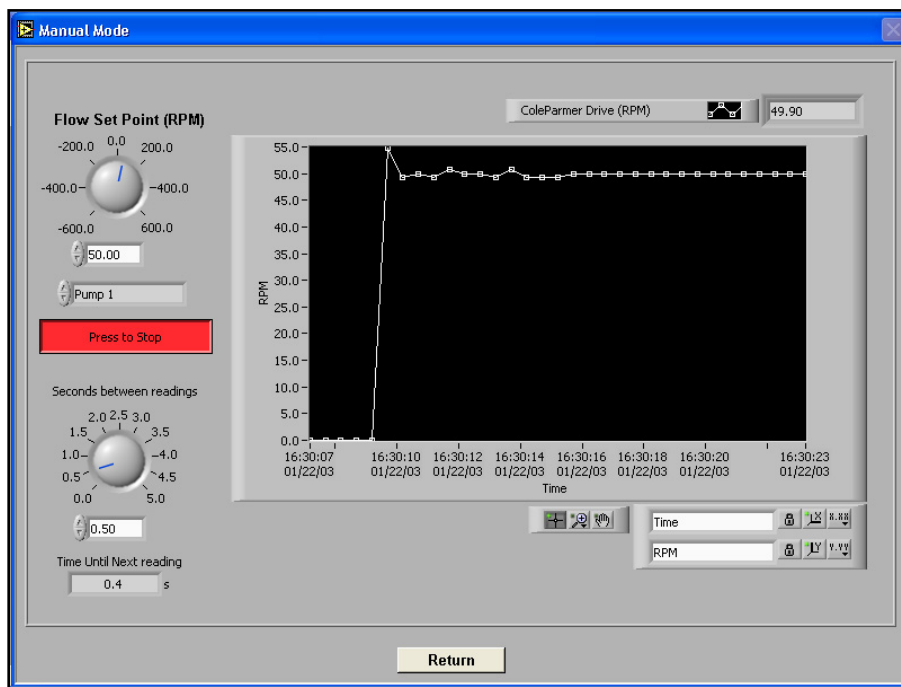 Manual Mode
ColeParmer Drive (RPM)
49.90
Flow Set Point (RPM)
-200.0 0.0 200.0
-400.0 -400.0
-600.0 600.0
50.00
Pump 1
Press to Stop
Seconds between readings
2.0 2.5 3.0
1.5 3.5
1.0 4.0
0.5 4.5
0.0 5.0
0.50
Time Until Next reading
0.4 s
55.0
50.0
45.0
40.0
35.0
30.0
25.0
20.0
15.0
10.0
5.0
0.0
RPM
16:30:07 16:30:10 16:30:12 16:30:14 16:30:16 16:30:18 16:30:20 16:30:23
01/22/03 01/22/03 01/22/03 01/22/03 01/22/03 01/22/03 01/22/03 01/22/03
Time
Time X X.XX
RPM Y Y.YY
Return